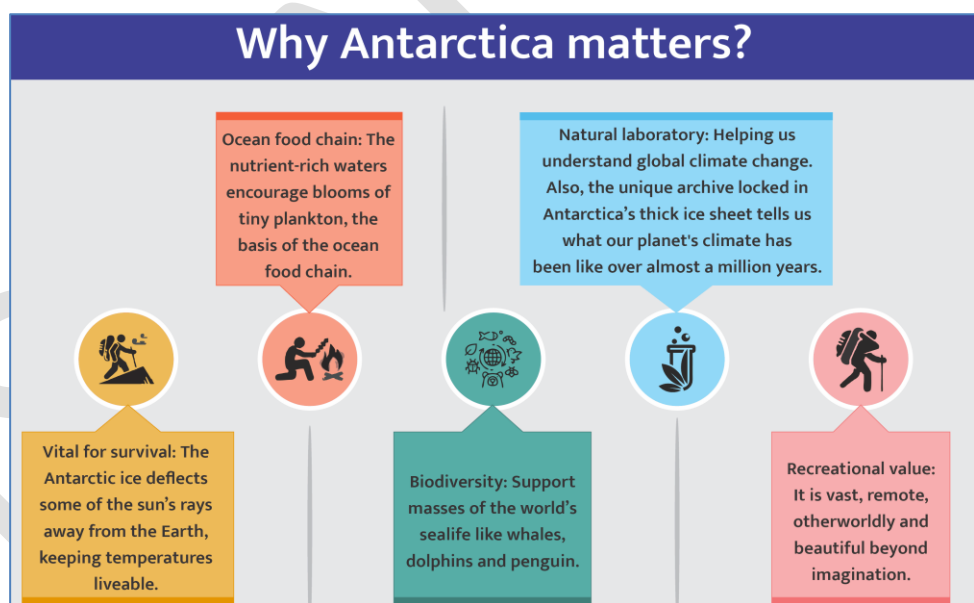 Why Antarctica matters?
Ocean food chain: The
nutrient-rich waters
encourage blooms of
tiny plankton, the
basis of the ocean
food chain.
Natural laboratory: Helping us
understand global climate change.
Also, the unique archive locked in
Antarctica's thick ice sheet tells us
what our planet's climate has
been like over almost a million years.
Vital for survival: The
Antarctic ice deflects
some of the sun's rays
away from the Earth,
keeping temperatures
liveable.
Biodiversity: Support
masses of the world's
sealife like whales,
dolphins and penguin.
Recreational value:
It is vast, remote,
otherworldly and
beautiful beyond
imagination.